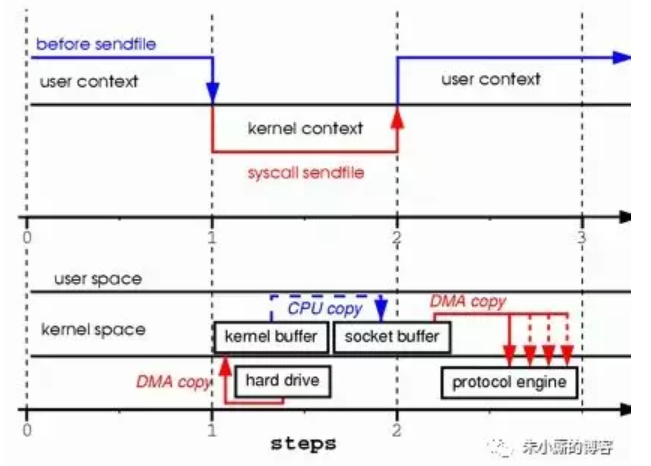 before sendfile
user context
user context
kernel context
syscall sendfile
0
1
2
3
user space
CPU copy
DMA copy
kernel space
kernel buffer
socket buffer
DMA copy
hard drive
protocol engine
0
1
2
steps
朱小厮的博客